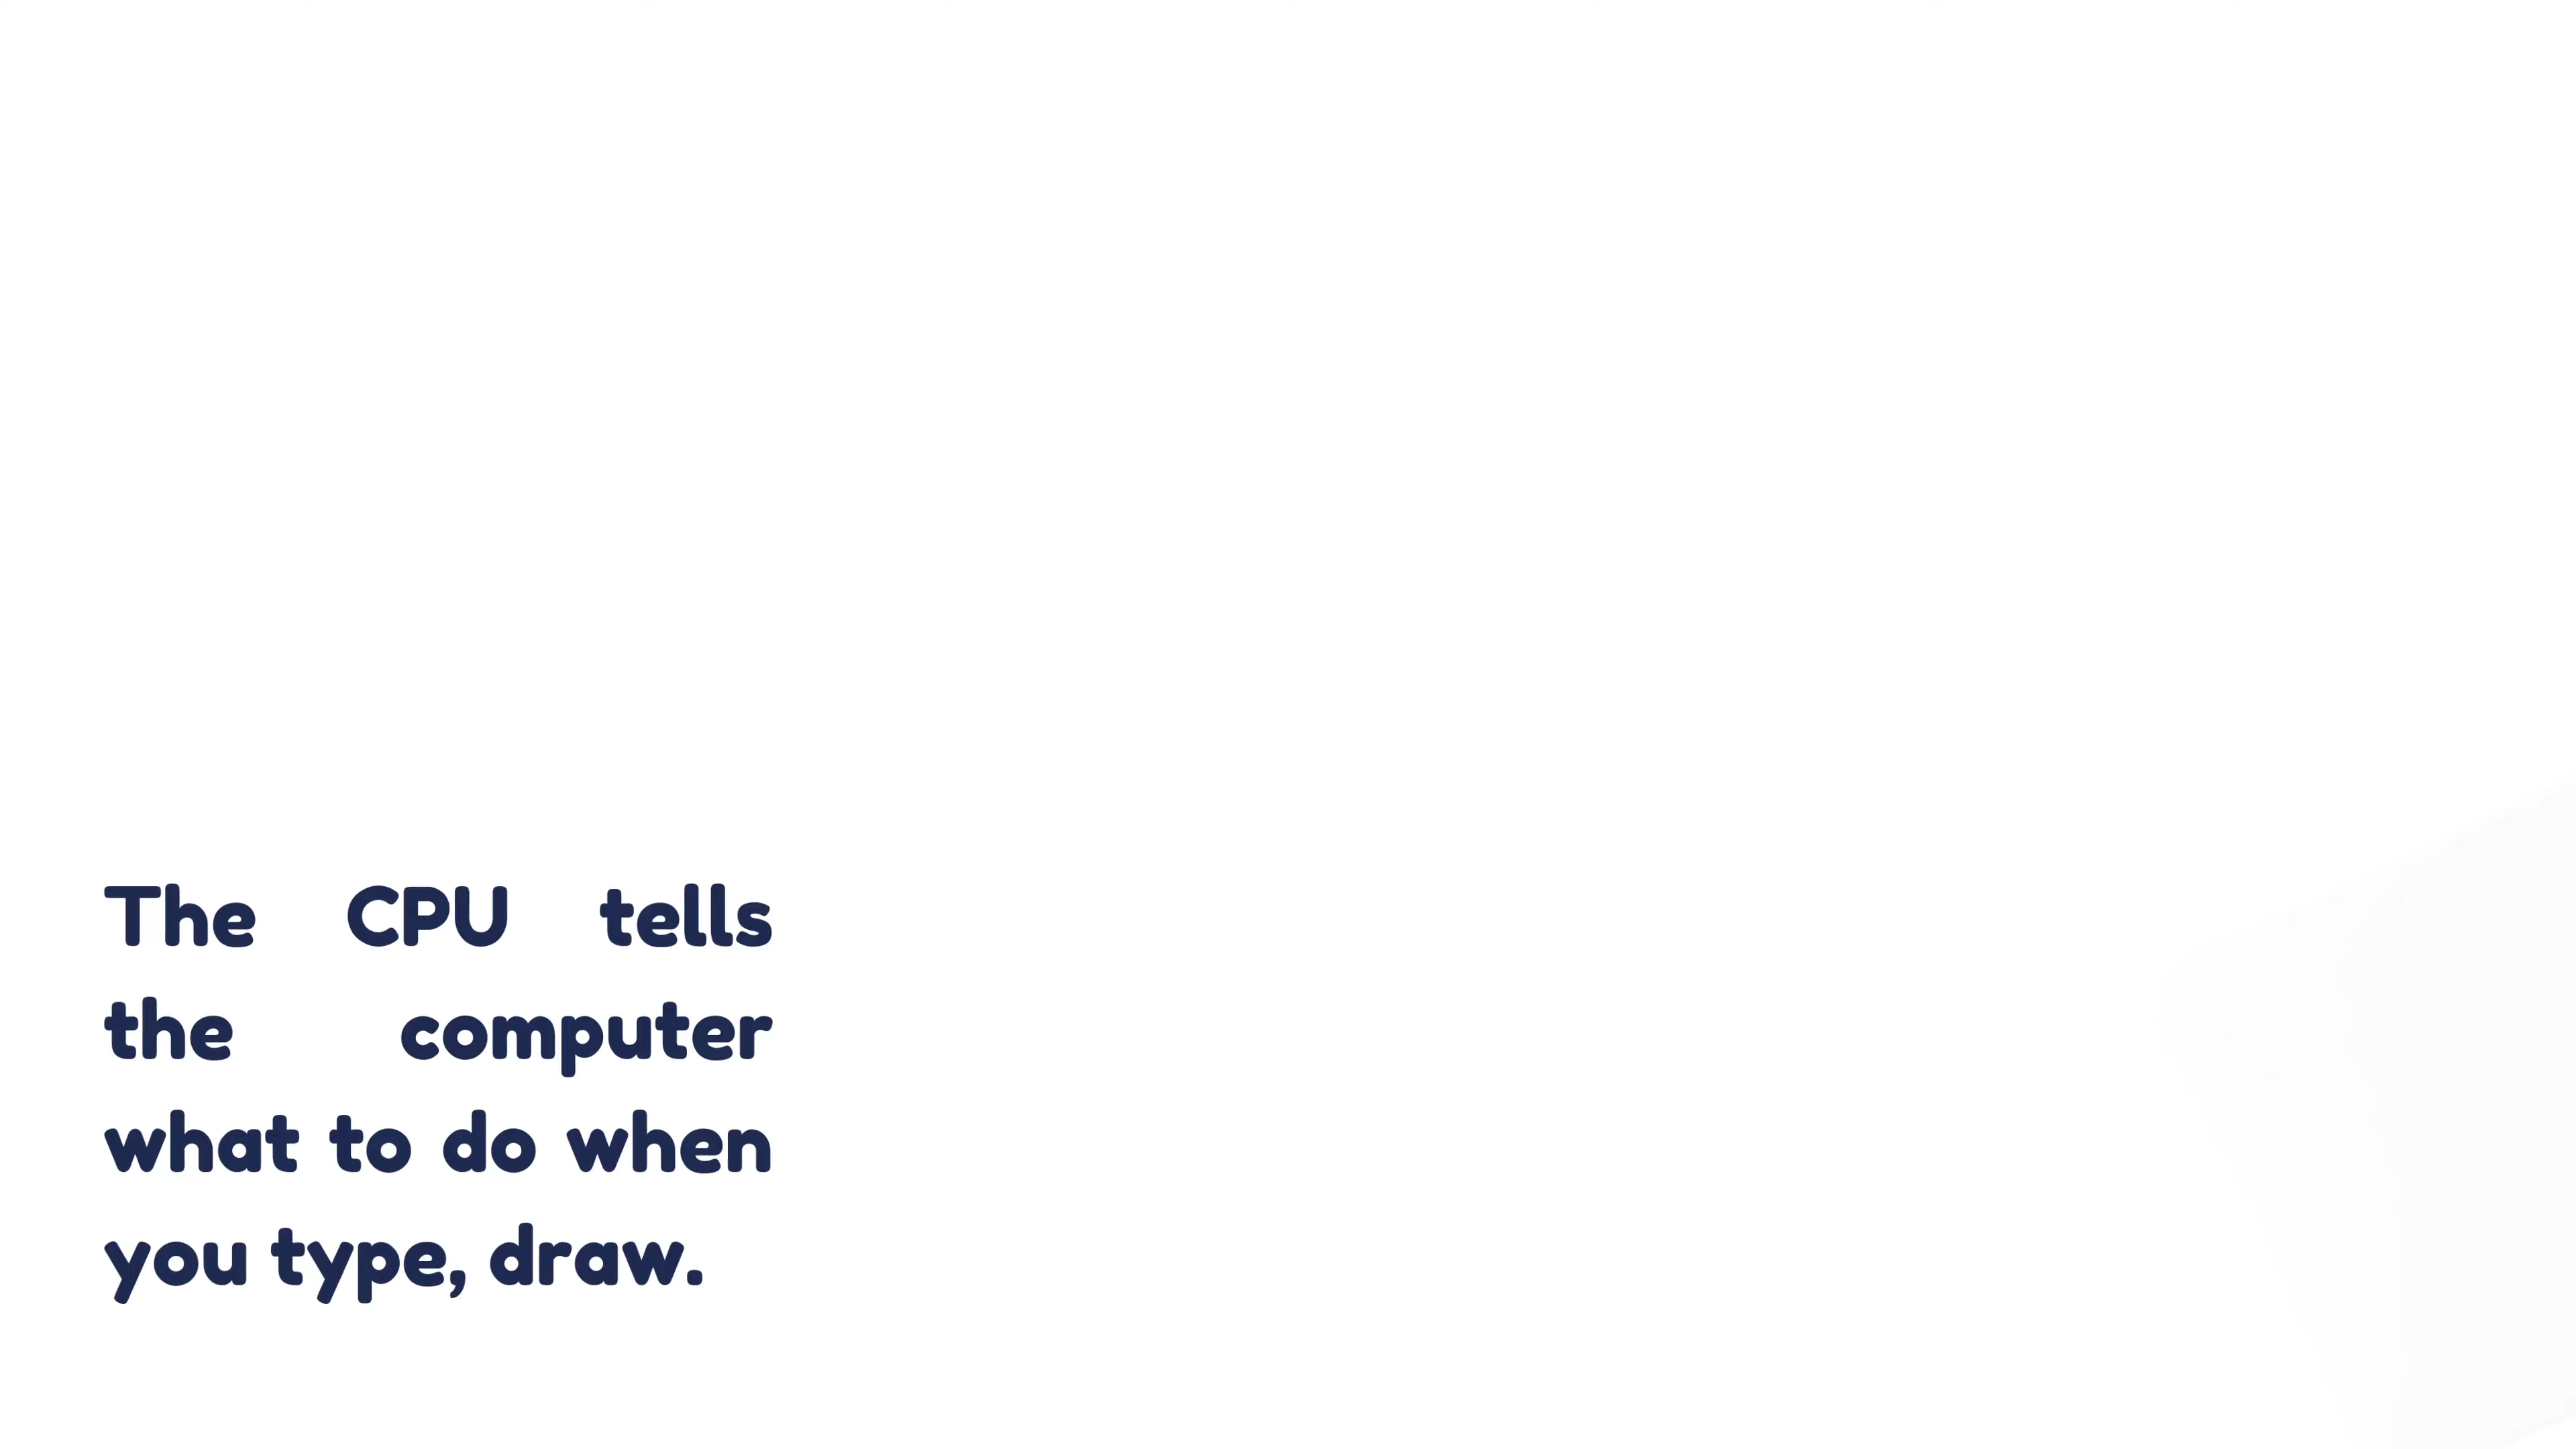 The CPU tells
the computer
what to do when
you type, draw.